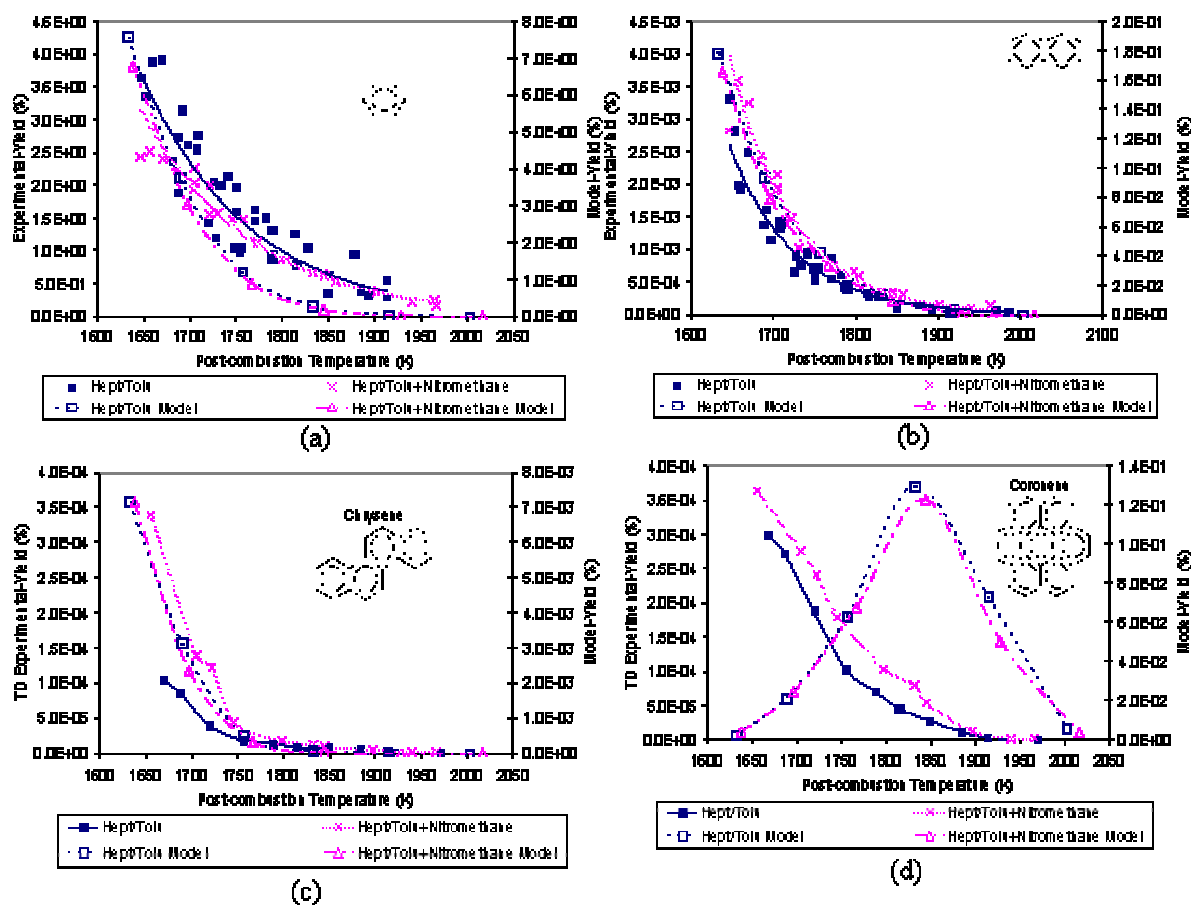 4.5E+00
4.0E+00
3.5E+00
3.0E+00
2.5E+00
2.0E+00
1.5E+00
1.0E+00
5.0E-01
0.0E+00
Experimental-Yield (%)
8.0E+00
7.0E+00
6.0E+00
5.0E+00
4.0E+00
3.0E+00
2.0E+00
1.0E+00
0.0E+00
Model-Yield (%)
1600 1650 1700 1750 1800 1850 1900 1950 2000 2050
Post-combustion Temperature (K)
Hept/Tolu
Hept/Tolu+Nitromethane
Hept/Tolu Model
Hept/Tolu+Nitromethane Model
(a)
4.5E-03
4.0E-03
3.5E-03
3.0E-03
2.5E-03
2.0E-03
1.5E-03
1.0E-03
5.0E-04
0.0E+00
Experimental-Yield (%)
2.0E-01
1.8E-01
1.6E-01
1.4E-01
1.2E-01
1.0E-01
8.0E-02
6.0E-02
4.0E-02
2.0E-02
0.0E+00
Model-Yield (%)
1600 1700 1800 1900 2000 2100
Post-combustion Temperature (K)
Hept/Tolu
Hept/Tolu+Nitromethane
Hept/Tolu Model
Hept/Tolu+Nitromethane Model
(b)
4.0E-04
3.5E-04
3.0E-04
2.5E-04
2.0E-04
1.5E-04
1.0E-04
5.0E-05
0.0E+00
TD Experimental-Yield (%)
Chrysene
8.0E-03
7.0E-03
6.0E-03
5.0E-03
4.0E-03
3.0E-03
2.0E-03
1.0E-03
0.0E+00
Model-Yield (%)
1600 1650 1700 1750 1800 1850 1900 1950 2000 2050
Post-combustion Temperature (K)
Hept/Tolu
Hept/Tolu+Nitromethane
Hept/Tolu Model
Hept/Tolu+Nitromethane Model
(c)
4.0E-04
3.5E-04
3.0E-04
2.5E-04
2.0E-04
1.5E-04
1.0E-04
5.0E-05
0.0E+00
TD Experimental-Yield (%)
Coronene
1.4E-01
1.2E-01
1.0E-01
8.0E-02
6.0E-02
4.0E-02
2.0E-02
0.0E+00
Model-Yield (%)
1600 1650 1700 1750 1800 1850 1900 1950 2000 2050
Post-combustion Temperature (K)
Hept/Tolu
Hept/Tolu+Nitromethane
Hept/Tolu Model
Hept/Tolu+Nitromethane Model
(d)